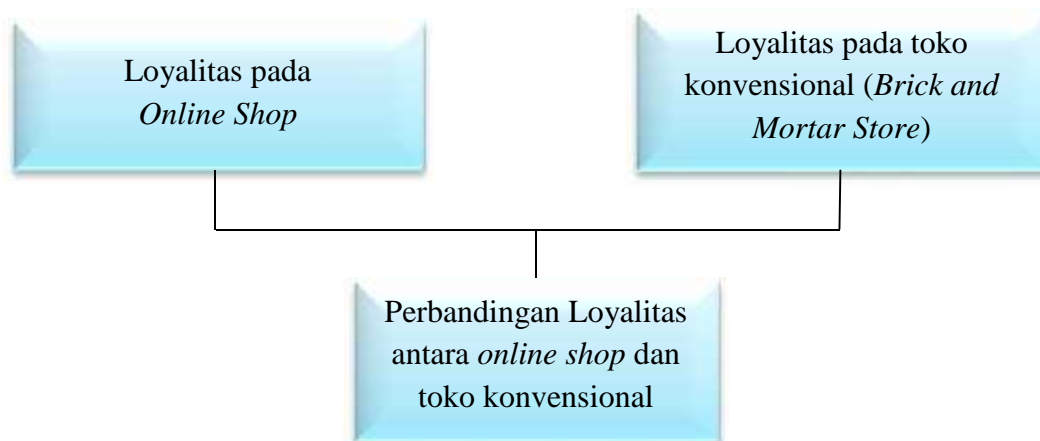 Loyalitas pada
Online Shop
Loyalitas pada toko
konvensional (Brick and
Mortar Store)
Perbandingan Loyalitas
antara online shop dan
toko konvensional